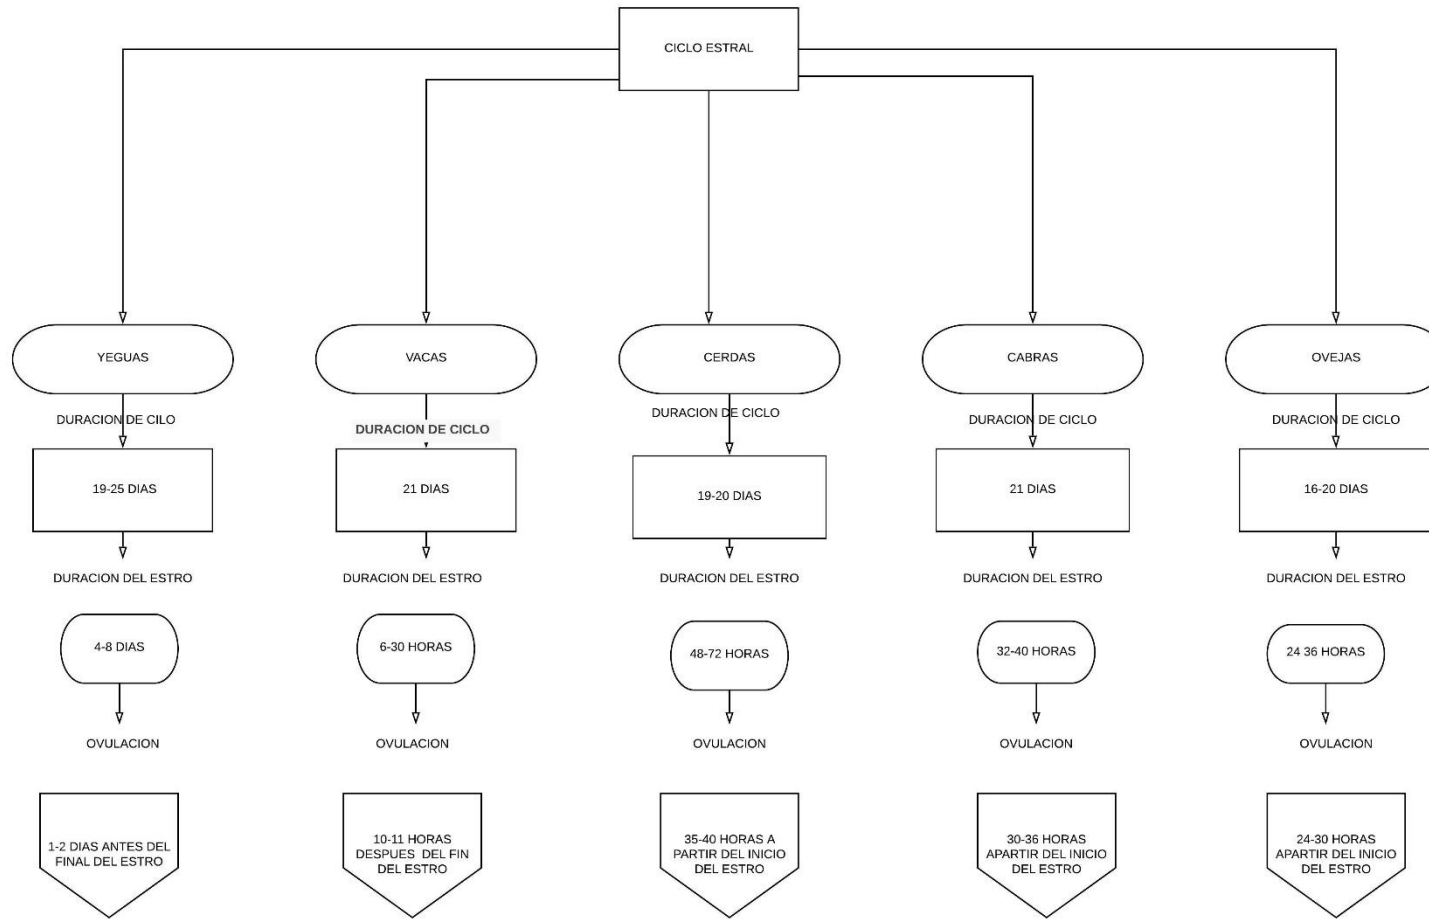 CICLO ESTRAL
YEGUAS
VACAS
CERDAS
CABRAS
OVEJAS
DURACION DE CILO
DURACION DE CICLO
DURACION DE CICLO
DURACION DE CICLO
DURACION DE CICLO
19-25 DIAS
21 DIAS
19-20 DIAS
21 DIAS
16-20 DIAS
DURACION DEL ESTRO
DURACION DEL ESTRO
DURACION DEL ESTRO
DURACION DEL ESTRO
DURACION DEL ESTRO
4-8 DIAS
6-30 HORAS
48-72 HORAS
32-40 HORAS
24 36 HORAS
OVULACION
OVULACION
OVULACION
OVULACION
OVULACION
1-2 DIAS ANTES DEL
FINAL DEL ESTRO
10-11 HORAS
DESPUES DEL FIN
DEL ESTRO
35-40 HORAS A
PARTIR DEL INICIO
DEL ESTRO
30-36 HORAS
APARTIR DEL INICIO
DEL ESTRO
24-30 HORAS
APARTIR DEL INICIO
DEL ESTRO